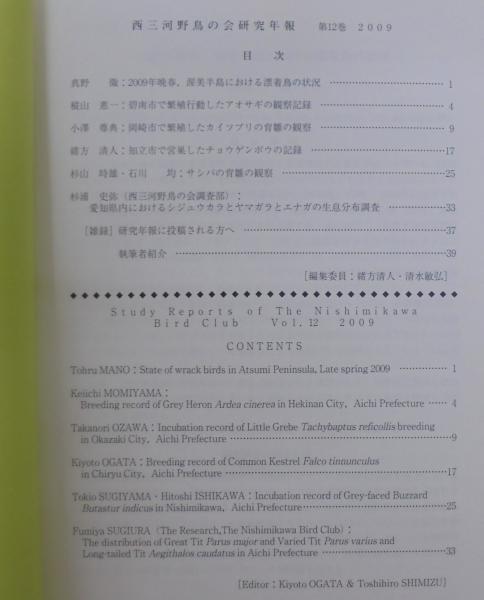 西三河野鳥の会研究年報 第12巻 2009
目次
真野 徹：2009年晩春，渥美半島における漂着鳥の状況 …… 1
樅山 恵一：碧南市で繁殖行動したアオサギの観察記録 …… 4
小澤 尊典：岡崎市で繁殖したカイツブリの育雛の観察 …… 9
緒方 清人：知立市で営巣したチョウゲンボウの記録 …… 17
杉山 時雄・石川 均：サシバの育雛の観察 …… 25
杉浦 史弥（西三河野鳥の会調査部）：
愛知県内におけるシジュウカラとヤマガラとエナガの生息分布調査 …… 33
［雑録］研究年報に投稿される方へ …… 37
執筆者紹介 …… 39
［編集委員：緒方清人・清水敏弘］
Study Reports of The Nishimikawa
Bird Club Vol. 12 2009
CONTENTS
Tohru MANO：State of wrack birds in Atsumi Peninsula, Late spring 2009 …… 1
Keiichi MOMIYAMA：
Breeding record of Grey Heron Ardea cinerea in Hekinan City, Aichi Prefecture …… 4
Takanori OZAWA：Incubation record of Little Grebe Tachybaptus reficollis breeding
in Okazaki City, Aichi Prefecture …… 9
Kiyoto OGATA：Breeding record of Common Kestrel Falco tinnunculus
in Chiryu City, Aichi Prefecture …… 17
Tokio SUGIYAMA・Hitoshi ISHIKAWA：Incubation record of Grey-faced Buzzard
Butastur indicus in Nishimikawa, Aichi Prefecture …… 25
Fumiya SUGIURA (The Research,The Nishimikawa Bird Club)：
The distribution of Great Tit Parus major and Varied Tit Parus varius and
Long-tailed Tit Aegithalos caudatus in Aichi Prefecture …… 33
[Editor：Kiyoto OGATA & Toshihiro SHIMIZU]